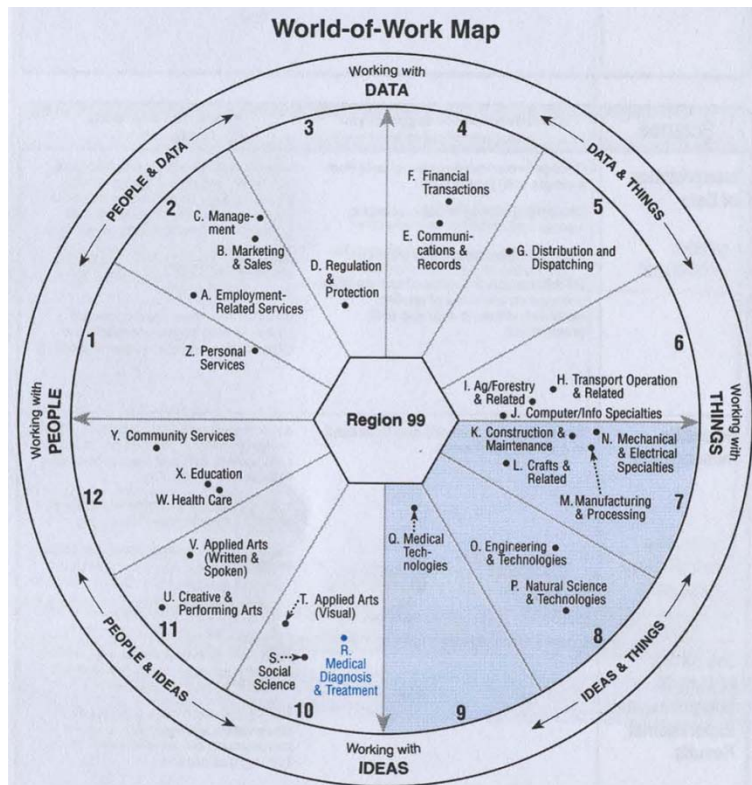 World-of-Work Map
Working with
DATA
PEOPLE & DATA
DATA & THINGS
3
4
2
5
F. Financial
Transactions
C. Manage-
ment
B. Marketing
& Sales
E. Communi-
cations &
Records
G. Distribution and
Dispatching
D. Regulation
&
Protection
A. Employment-
Related Services
1
6
Z. Personal
Services
H. Transport Operation
& Related
I. Ag/Forestry
& Related
J. Computer/Info Specialties
Working with
PEOPLE
Region 99
Working with
THINGS
Y. Community Services
K. Construction &
Maintenance
N. Mechanical
& Electrical
Specialties
X. Education
W. Health Care
L. Crafts &
Related
M. Manufacturing
& Processing
12
7
V. Applied Arts
(Written &
Spoken)
Q. Medical
Tech-
nologies
O. Engineering
& Technologies
U. Creative &
Performing Arts
T. Applied Arts
(Visual)
P. Natural Science
& Technologies
11
8
S.
Social
Science
R.
Medical
Diagnosis
& Treatment
10
9
PEOPLE & IDEAS
IDEAS & THINGS
Working with
IDEAS